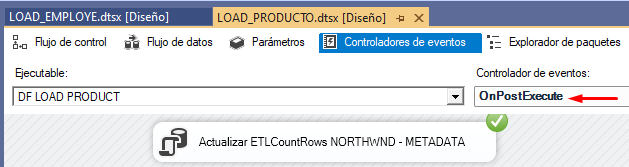 LOAD_EMPLOYE.dtsx [Diseño] LOAD_PRODUCTO.dtsx [Diseño]
Flujo de control Flujo de datos Parámetros Controladores de eventos Explorador de paquetes
Ejecutable: Controlador de eventos:
DF LOAD PRODUCT OnPostExecute
Actualizar ETLCountRows NORTHWND - METADATA